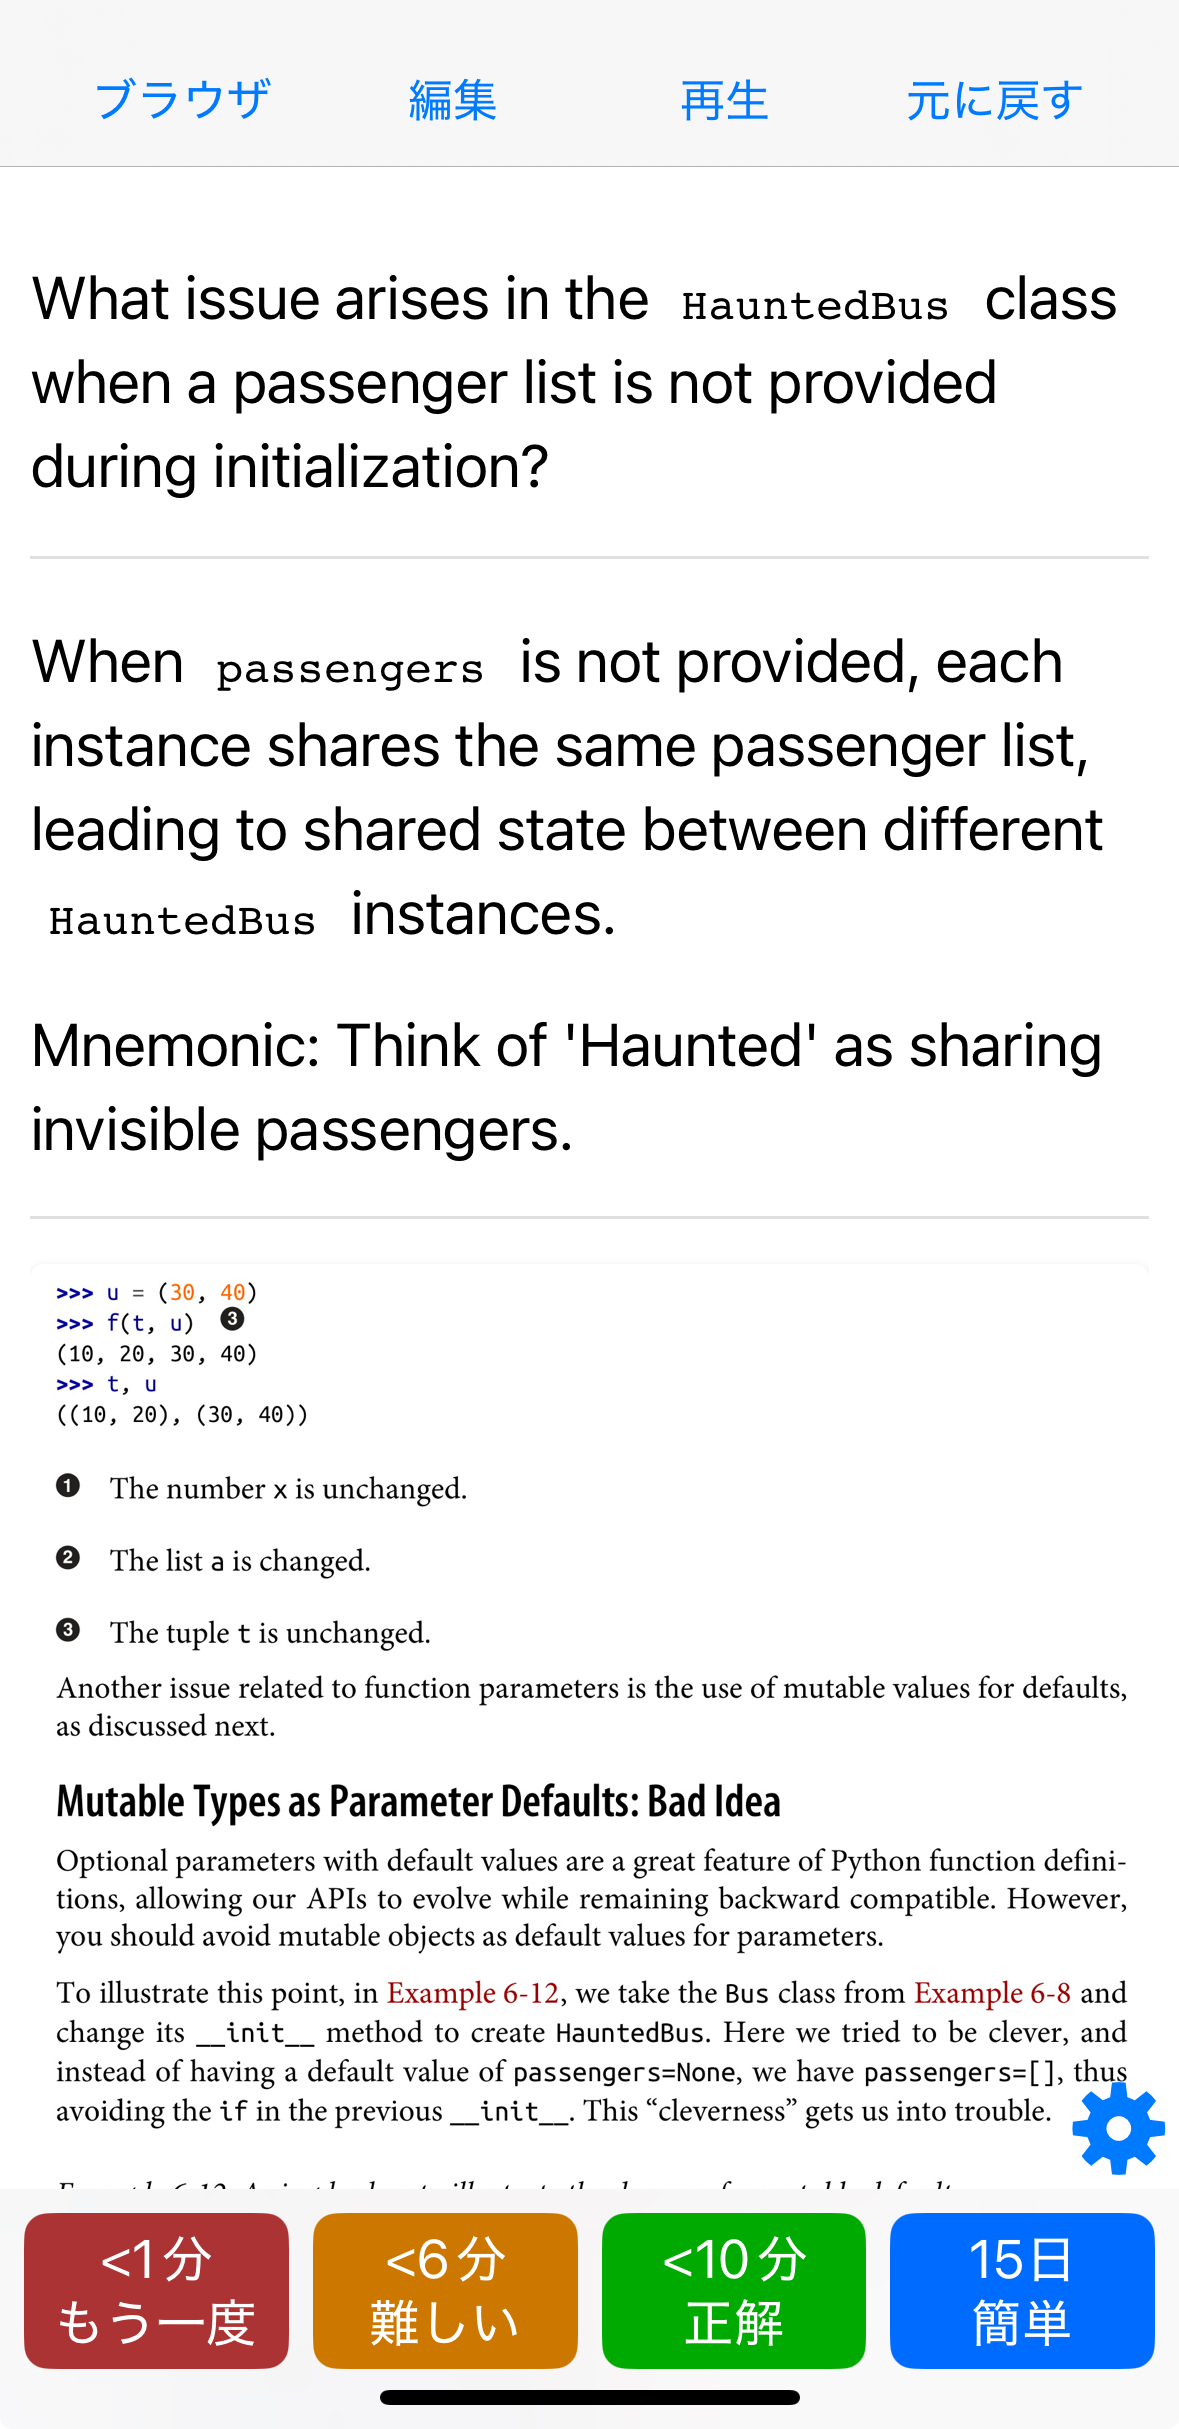 ブラウザ 編集 再生 元に戻す
What issue arises in the HauntedBus class
when a passenger list is not provided
during initialization?
When passengers is not provided, each
instance shares the same passenger list,
leading to shared state between different
HauntedBus instances.
Mnemonic: Think of 'Haunted' as sharing
invisible passengers.
>>> u = (30, 40)
>>> f(t, u) ❸
(10, 20, 30, 40)
>>> t, u
((10, 20), (30, 40))
❶ The number x is unchanged.
❷ The list a is changed.
❸ The tuple t is unchanged.
Another issue related to function parameters is the use of mutable values for defaults,
as discussed next.
Mutable Types as Parameter Defaults: Bad Idea
Optional parameters with default values are a great feature of Python function defini-
tions, allowing our APIs to evolve while remaining backward compatible. However,
you should avoid mutable objects as default values for parameters.
To illustrate this point, in Example 6-12, we take the Bus class from Example 6-8 and
change its __init__ method to create HauntedBus. Here we tried to be clever, and
instead of having a default value of passengers=None, we have passengers=[], thus
avoiding the if in the previous __init__. This “cleverness” gets us into trouble.
<1分 <6分 <10分 15日
もう一度 難しい 正解 簡単